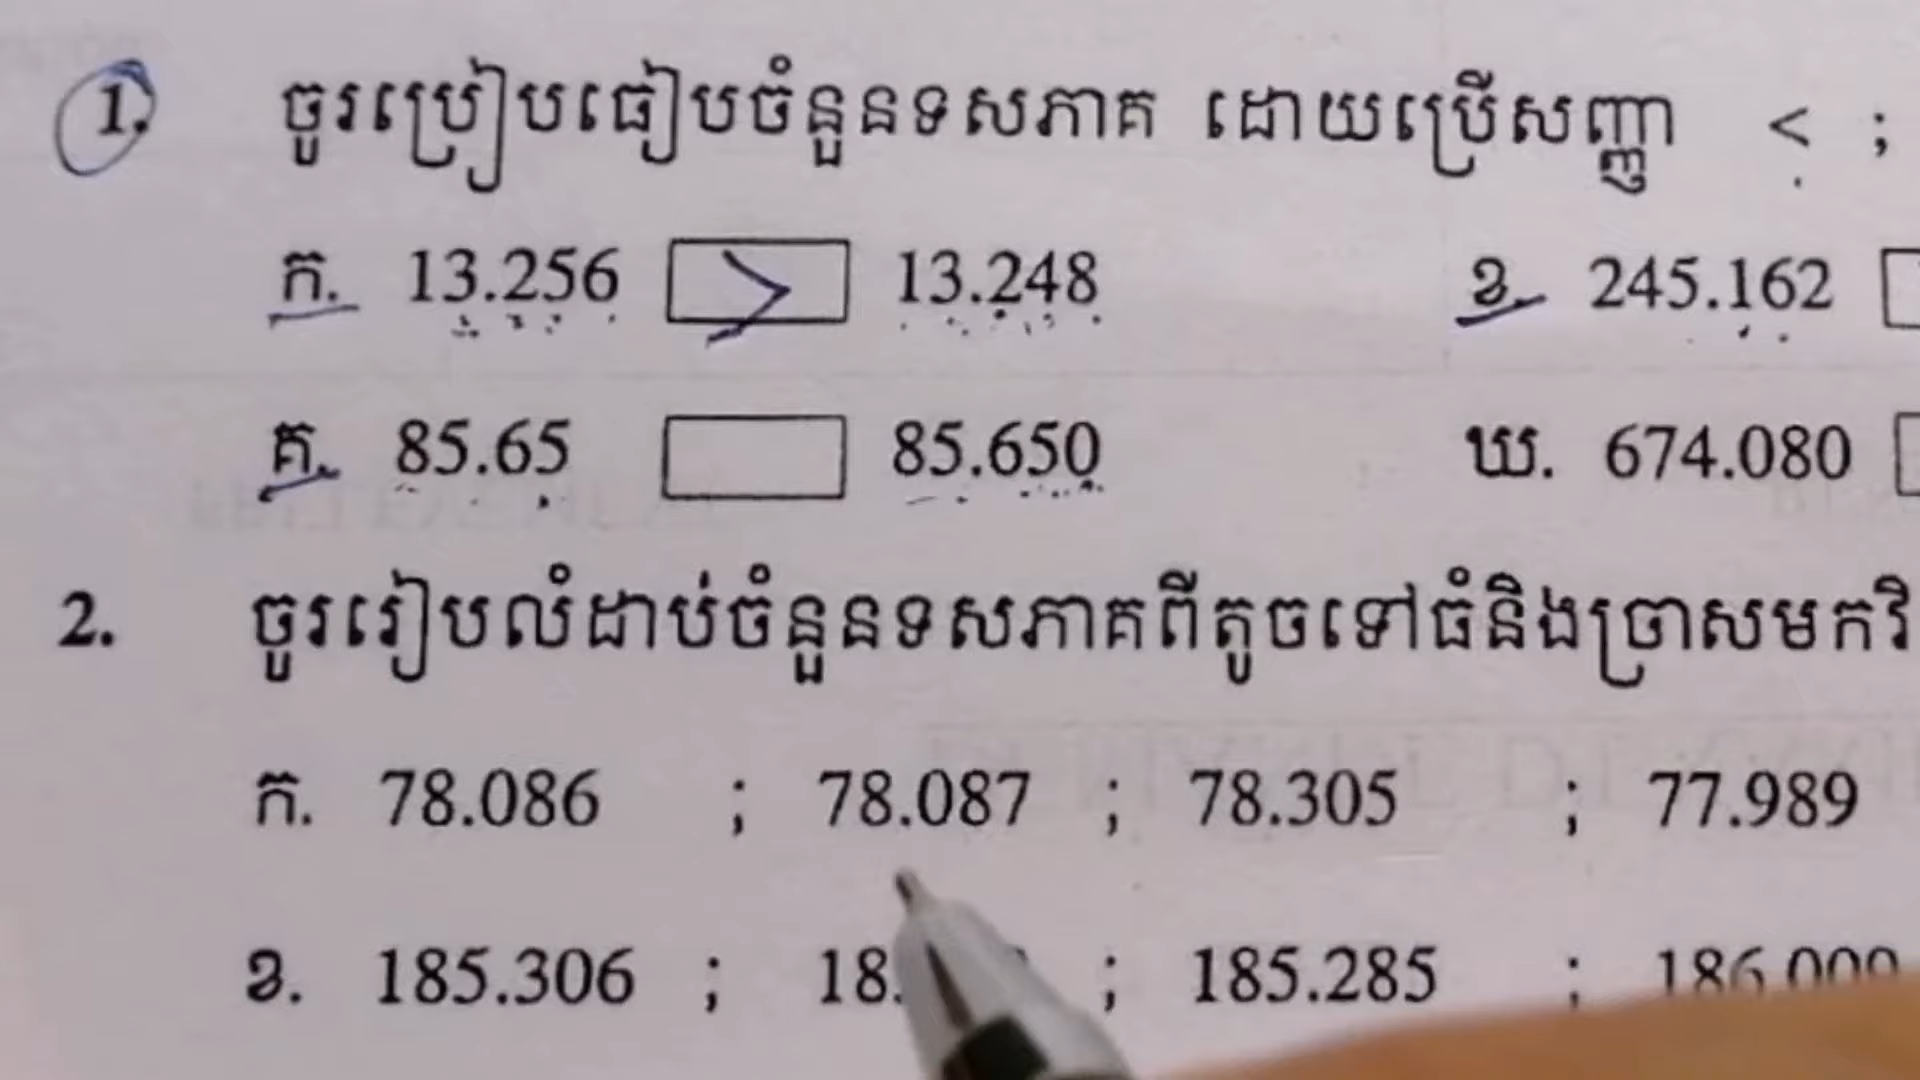 1. ចូរប្រៀបធៀបចំនួនទសភាគ ដោយប្រើសញ្ញា < ;
ក. 13.256 > 13.248 ខ. 245.162
គ. 85.65 85.650 ឃ. 674.080
2. ចូររៀបលំដាប់ចំនួនទសភាគពីតូចទៅធំនិងច្រាសមកវិ
ក. 78.086 ; 78.087 ; 78.305 ; 77.989
ខ. 185.306 ; ; 185.285 ; 186.000